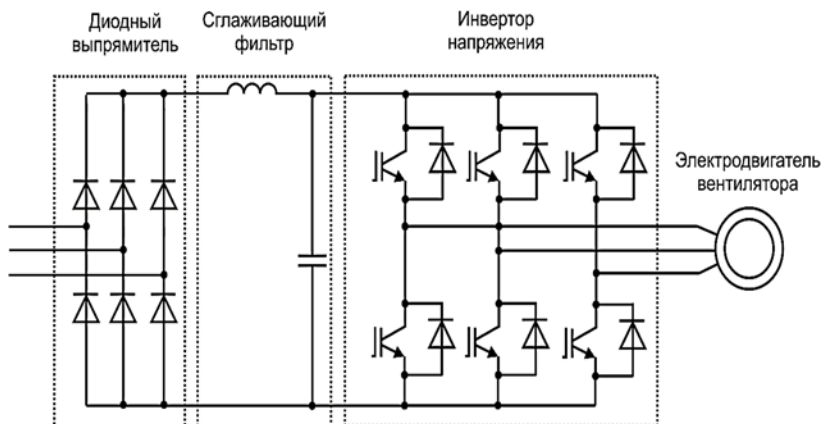 Диодный
выпрямитель
Сглаживающий
фильтр
Инвертор
напряжения
Электродвигатель
вентилятора